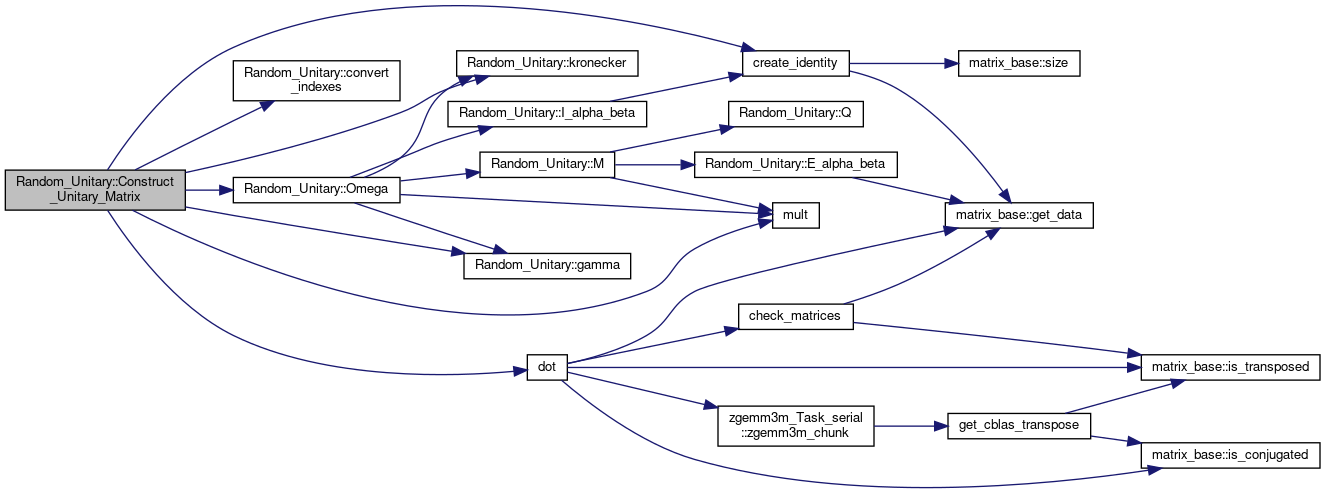 Random_Unitary::Construct
_Unitary_Matrix
Random_Unitary::convert
_indexes
Random_Unitary::Omega
Random_Unitary::kronecker
Random_Unitary::I_alpha_beta
Random_Unitary::M
Random_Unitary::gamma
dot
create_identity
Random_Unitary::Q
Random_Unitary::E_alpha_beta
mult
check_matrices
zgemm3m_Task_serial
::zgemm3m_chunk
matrix_base::size
matrix_base::get_data
get_cblas_transpose
matrix_base::is_transposed
matrix_base::is_conjugated